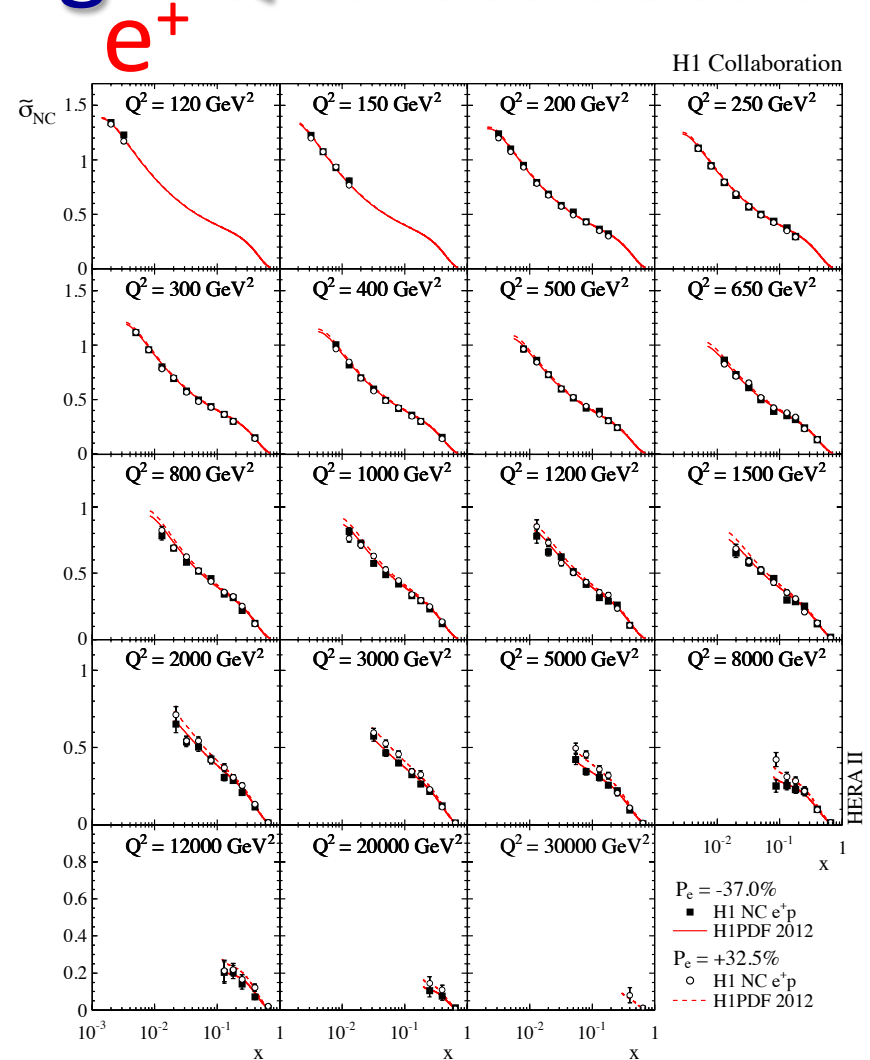 e⁺
H1 Collaboration
σ̃_NC
Q² = 120 GeV²
Q² = 150 GeV²
Q² = 200 GeV²
Q² = 250 GeV²
1.5
1
0.5
0
Q² = 300 GeV²
Q² = 400 GeV²
Q² = 500 GeV²
Q² = 650 GeV²
1.5
1
0.5
0
Q² = 800 GeV²
Q² = 1000 GeV²
Q² = 1200 GeV²
Q² = 1500 GeV²
1
0.5
0
Q² = 2000 GeV²
Q² = 3000 GeV²
Q² = 5000 GeV²
Q² = 8000 GeV²
1
0.5
0
HERA II
10⁻² 10⁻¹ 1
x
Q² = 12000 GeV²
Q² = 20000 GeV²
Q² = 30000 GeV²
0.8
0.6
0.4
0.2
0
Pₑ = -37.0%
H1 NC e⁺p
H1PDF 2012
Pₑ = +32.5%
H1 NC e⁺p
H1PDF 2012
10⁻³ 10⁻² 10⁻¹ 1 10⁻² 10⁻¹ 1 10⁻² 10⁻¹ 1
x x x